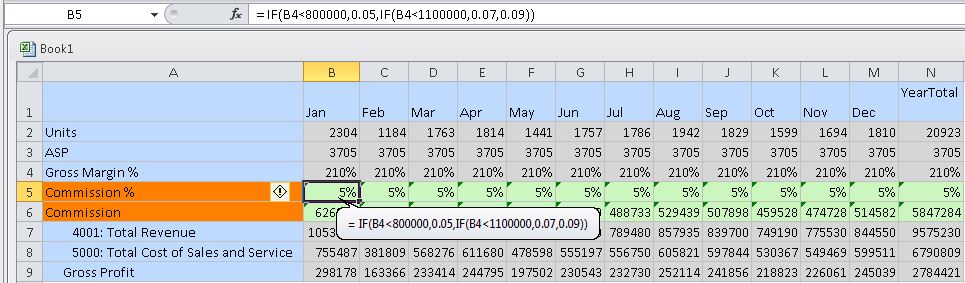 B5 fx =IF(B4<800000,0.05,IF(B4<1100000,0.07,0.09))
Book1
A B C D E F G H I J K L M N
1 Jan Feb Mar Apr May Jun Jul Aug Sep Oct Nov Dec YearTotal
2 Units 2304 1184 1763 1814 1441 1757 1786 1942 1829 1599 1694 1810 20923
3 ASP 3705 3705 3705 3705 3705 3705 3705 3705 3705 3705 3705 3705 3705
4 Gross Margin % 210% 210% 210% 210% 210% 210% 210% 210% 210% 210% 210% 210% 210%
5 Commission % 5% 5% 5% 5% 5% 5% 5% 5% 5% 5% 5% 5% 5%
6 Commission 488733 529439 507898 459528 474728 514582 5847284
= IF(B4<800000,0.05,IF(B4<1100000,0.07,0.09))
7 4001: Total Revenue 789480 857935 839700 749190 775530 844550 9575230
8 5000: Total Cost of Sales and Service 755487 381809 568276 611680 478598 555197 556750 605821 597844 530367 549469 599511 6790809
9 Gross Profit 298178 163366 233414 244795 197502 230543 232730 252114 241856 218823 226061 245039 2784421